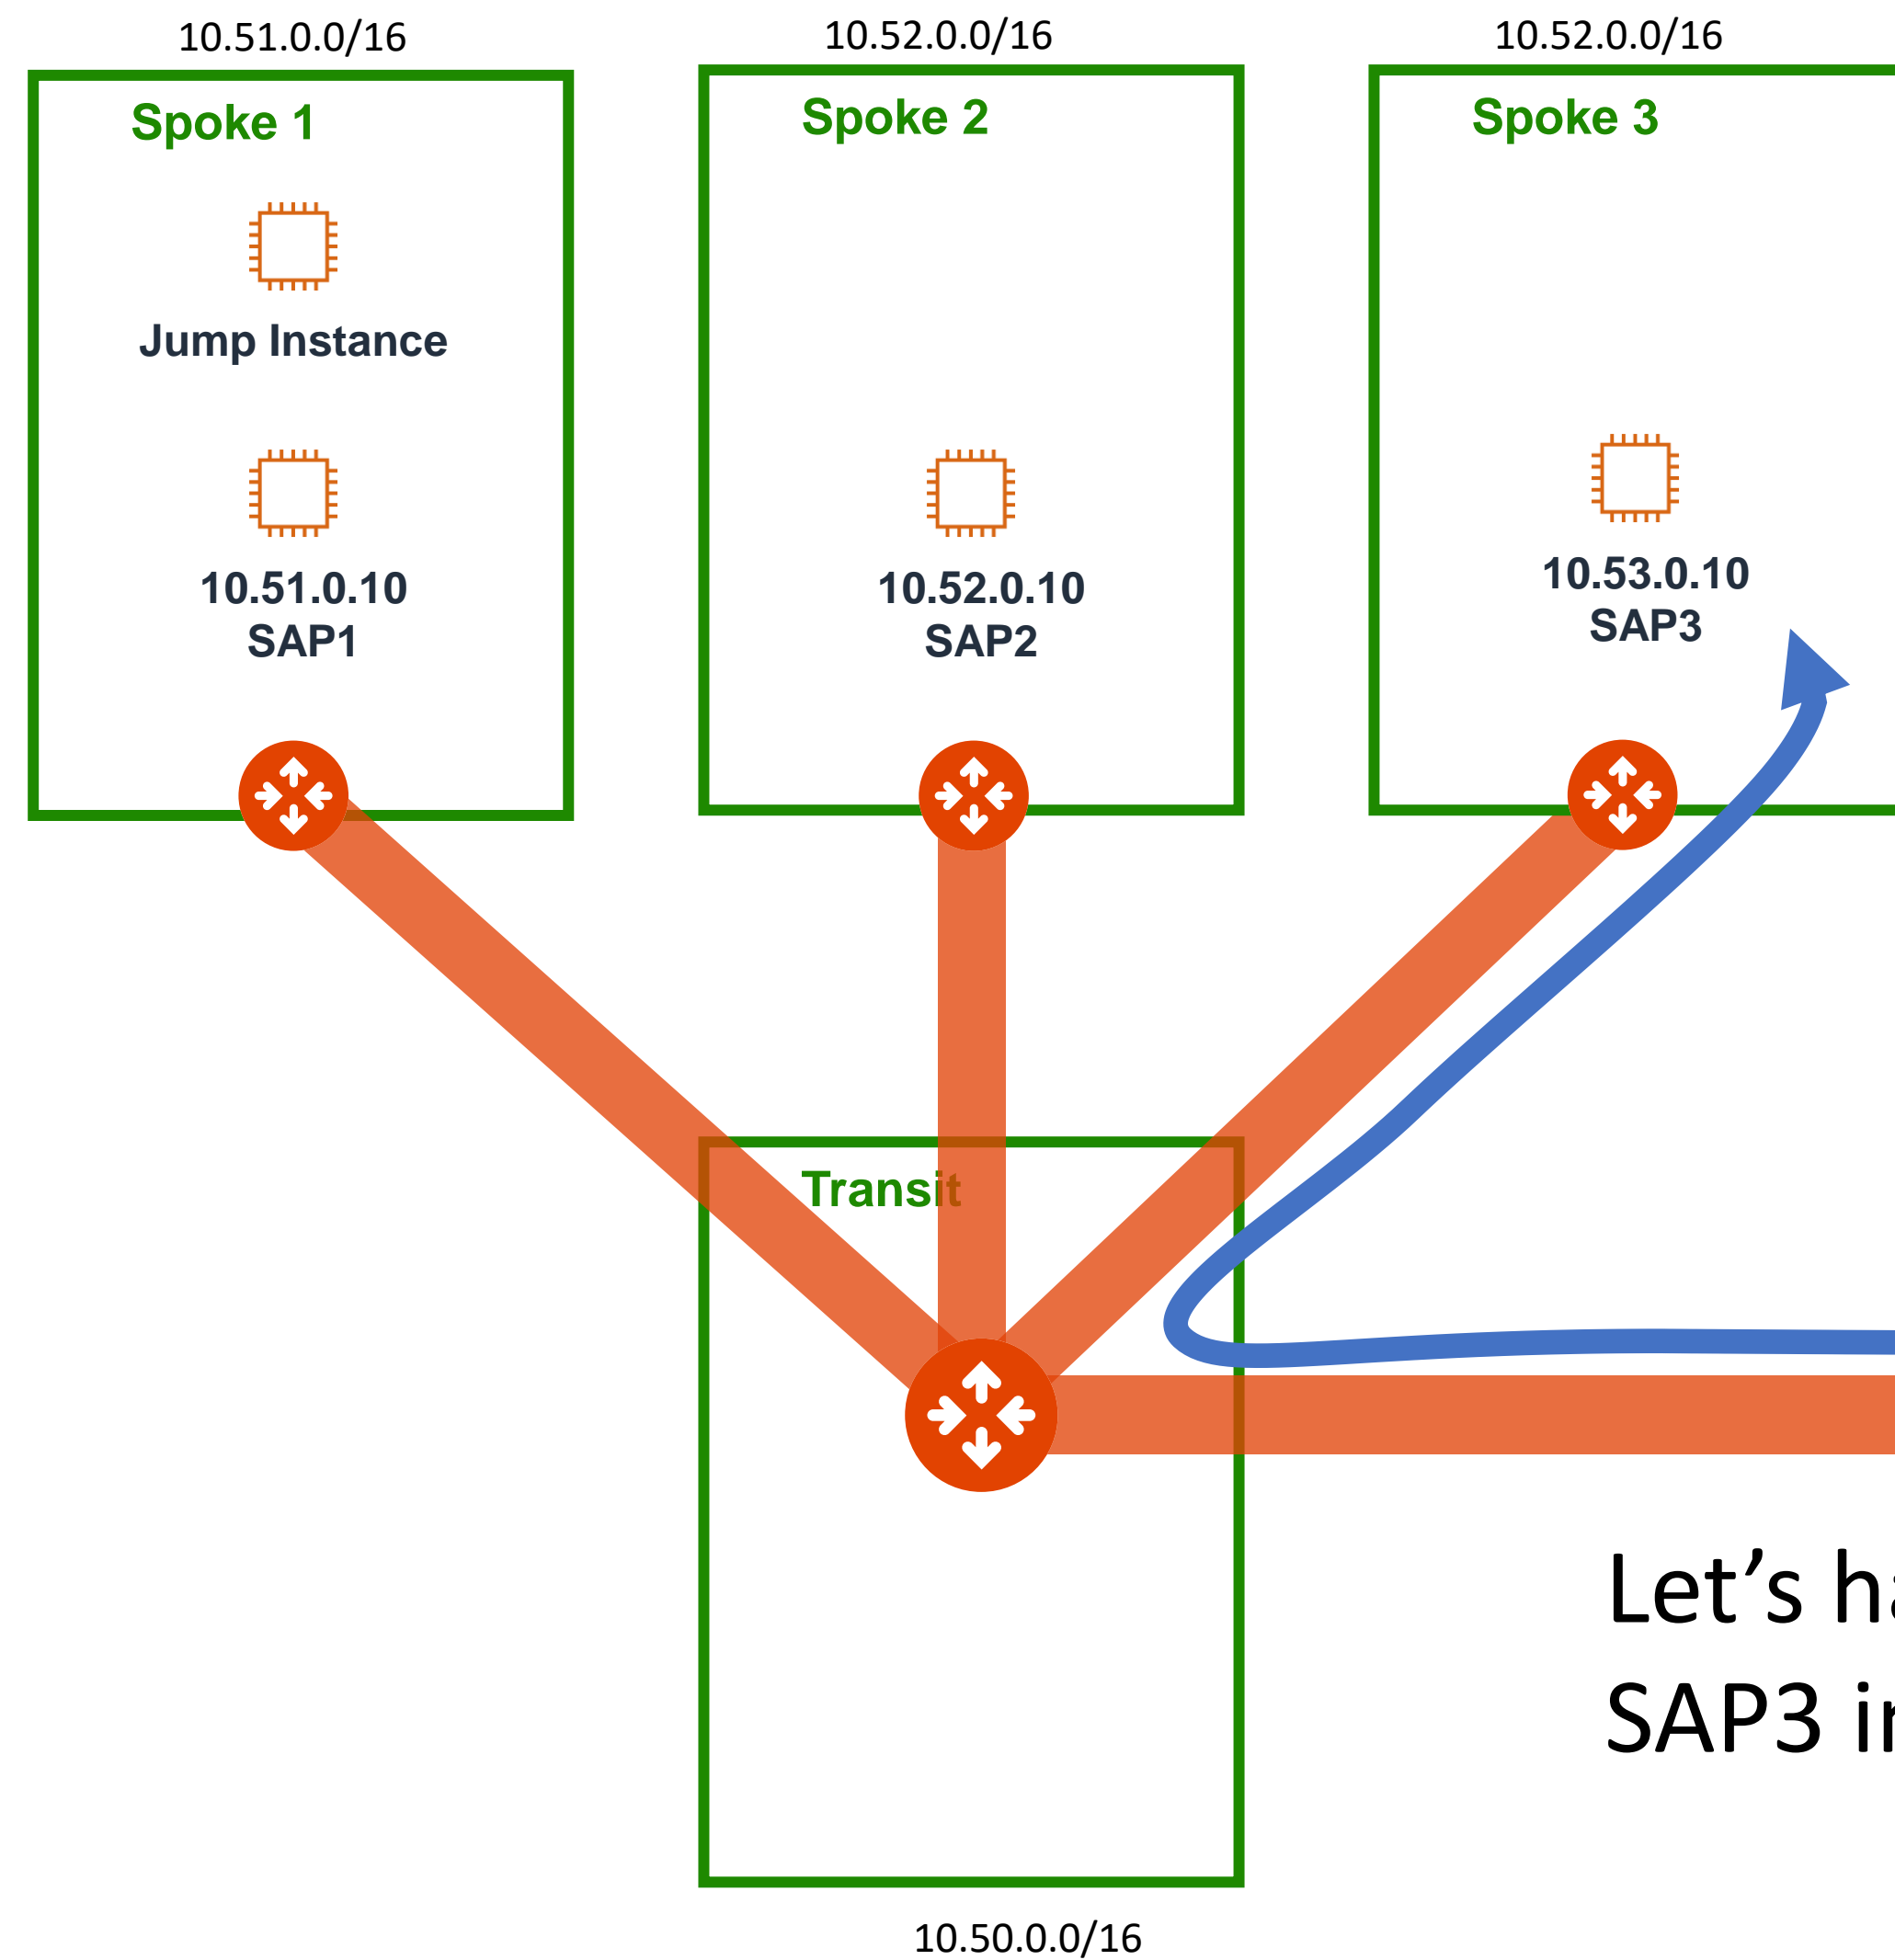 10.51.0.0/16
10.52.0.0/16
10.52.0.0/16
Spoke 1
Spoke 2
Spoke 3
Jump Instance
10.51.0.10
SAP1
10.52.0.10
SAP2
10.53.0.10
SAP3
Transit
Let's
SAP3
10.50.0.0/16